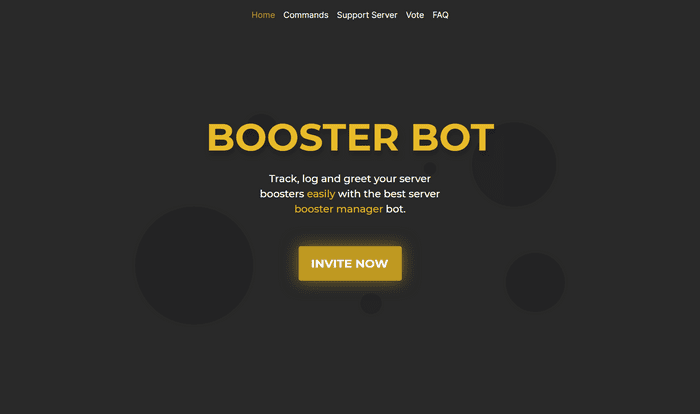 Home Commands Support Server Vote FAQ
BOOSTER BOT
Track, log and greet your server
boosters easily with the best server
booster manager bot.
INVITE NOW